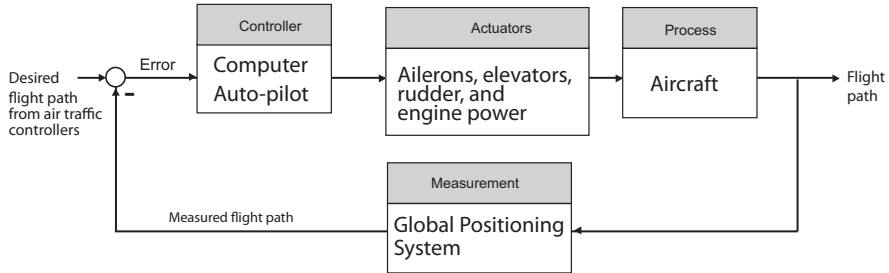 Controller
Actuators
Process
Error
Computer
Auto-pilot
Ailerons, elevators,
rudder, and
engine power
Aircraft
Desired
flight path
from air traffic
controllers
-
Flight
path
Measurement
Measured flight path
Global Positioning
System